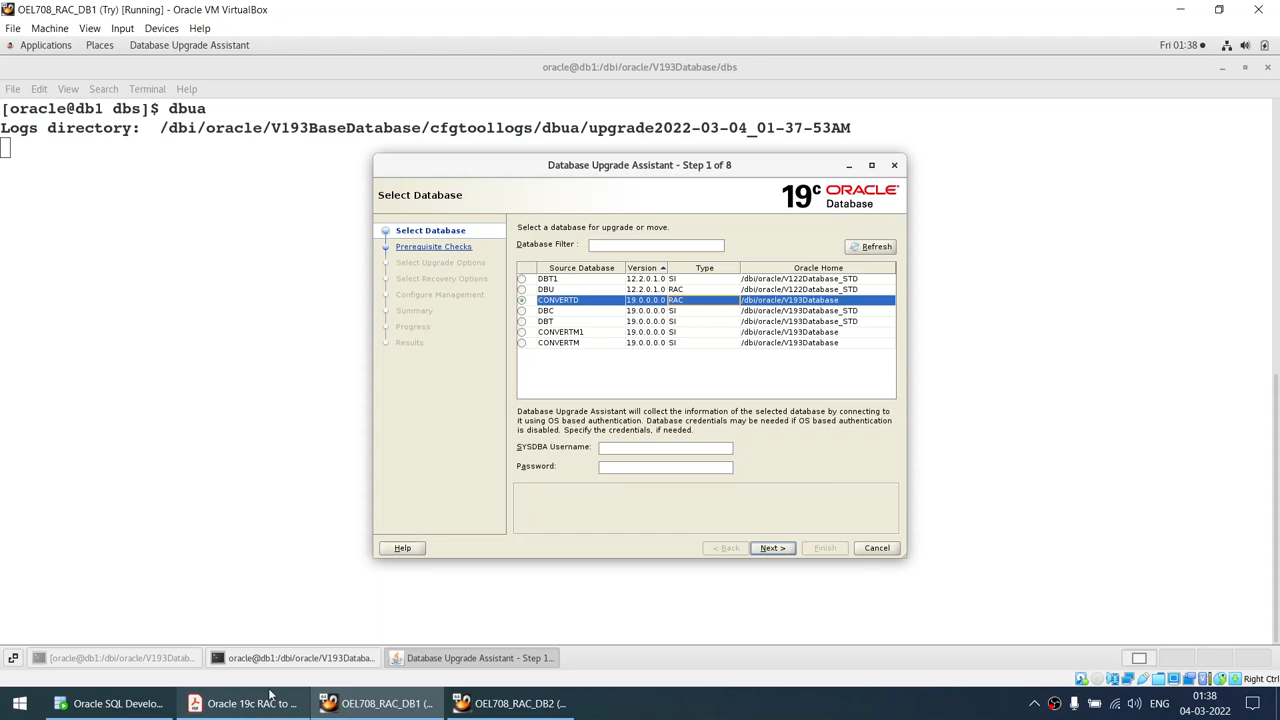 OEL708_RAC_DB1 (Try) [Running] - Oracle VM VirtualBox
File Machine View Input Devices Help
Applications Places Database Upgrade Assistant Fri 01:38
oracle@db1:/dbi/oracle/V193Database/dbs
File Edit View Search Terminal Help
[oracle@db1 dbs]$ dbua
Logs directory: /dbi/oracle/V193BaseDatabase/cfgtoollogs/dbua/upgrade2022-03-04_01-37-53AM
Database Upgrade Assistant - Step 1 of 8
Select Database
19c ORACLE
Database
Select Database
Prerequisite Checks
Select Upgrade Options
Select Recovery Options
Configure Management
Summary
Progress
Results
Select a database for upgrade or move.
Database Filter : Refresh
Source Database Version Type Oracle Home
DBT1 12.2.0.1.0 SI /dbi/oracle/V122Database_STD
DBU 12.2.0.1.0 RAC /dbi/oracle/V122Database_STD
CONVERTD 19.0.0.0.0 RAC /dbi/oracle/V193Database
DBC 19.0.0.0.0 SI /dbi/oracle/V193Database_STD
DBT 19.0.0.0.0 SI /dbi/oracle/V193Database_STD
CONVERTM1 19.0.0.0.0 SI /dbi/oracle/V193Database
CONVERTM 19.0.0.0.0 SI /dbi/oracle/V193Database
Database Upgrade Assistant will collect the information of the selected database by connecting to
it using OS based authentication. Database credentials may be needed if OS based authentication
is disabled. Specify the credentials, if needed.
SYSDBA Username:
Password:
Help < Back Next > Finish Cancel
[oracle@db1:/dbi/oracle/V193Datab... oracle@db1:/dbi/oracle/V193Databa... Database Upgrade Assistant - Step 1...
Right Ctrl
Oracle SQL Develo... Oracle 19c RAC to ... OEL708_RAC_DB1 (... OEL708_RAC_DB2 (...
01:38
04-03-2022